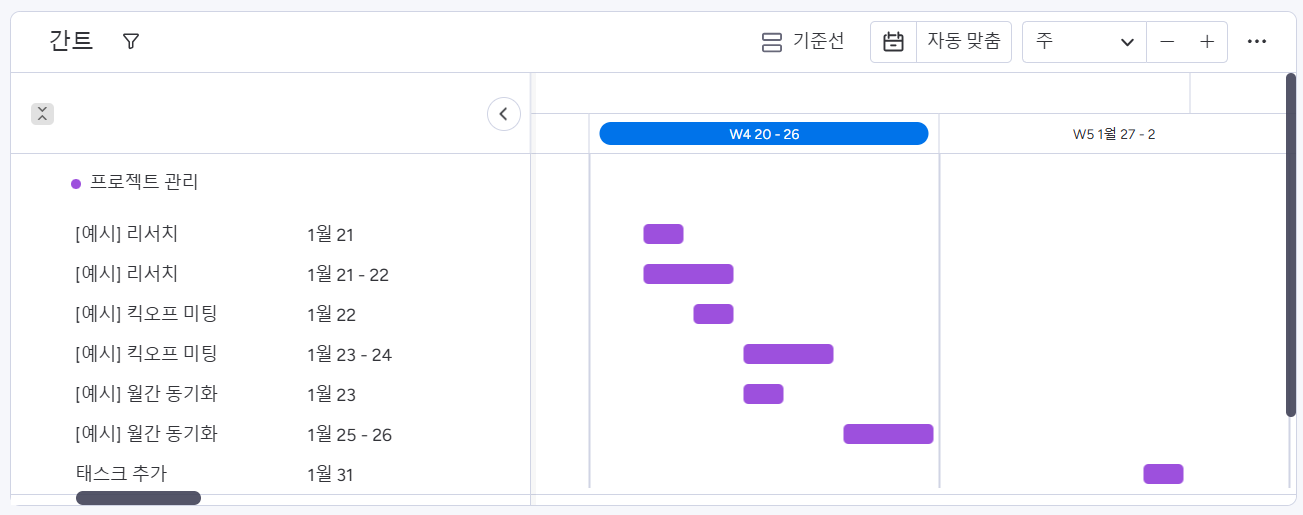 간트
기준선
자동 맞춤
주
W4 20 - 26
W5 1월 27 - 2
프로젝트 관리
[예시] 리서치 1월 21
[예시] 리서치 1월 21 - 22
[예시] 킥오프 미팅 1월 22
[예시] 킥오프 미팅 1월 23 - 24
[예시] 월간 동기화 1월 23
[예시] 월간 동기화 1월 25 - 26
태스크 추가 1월 31